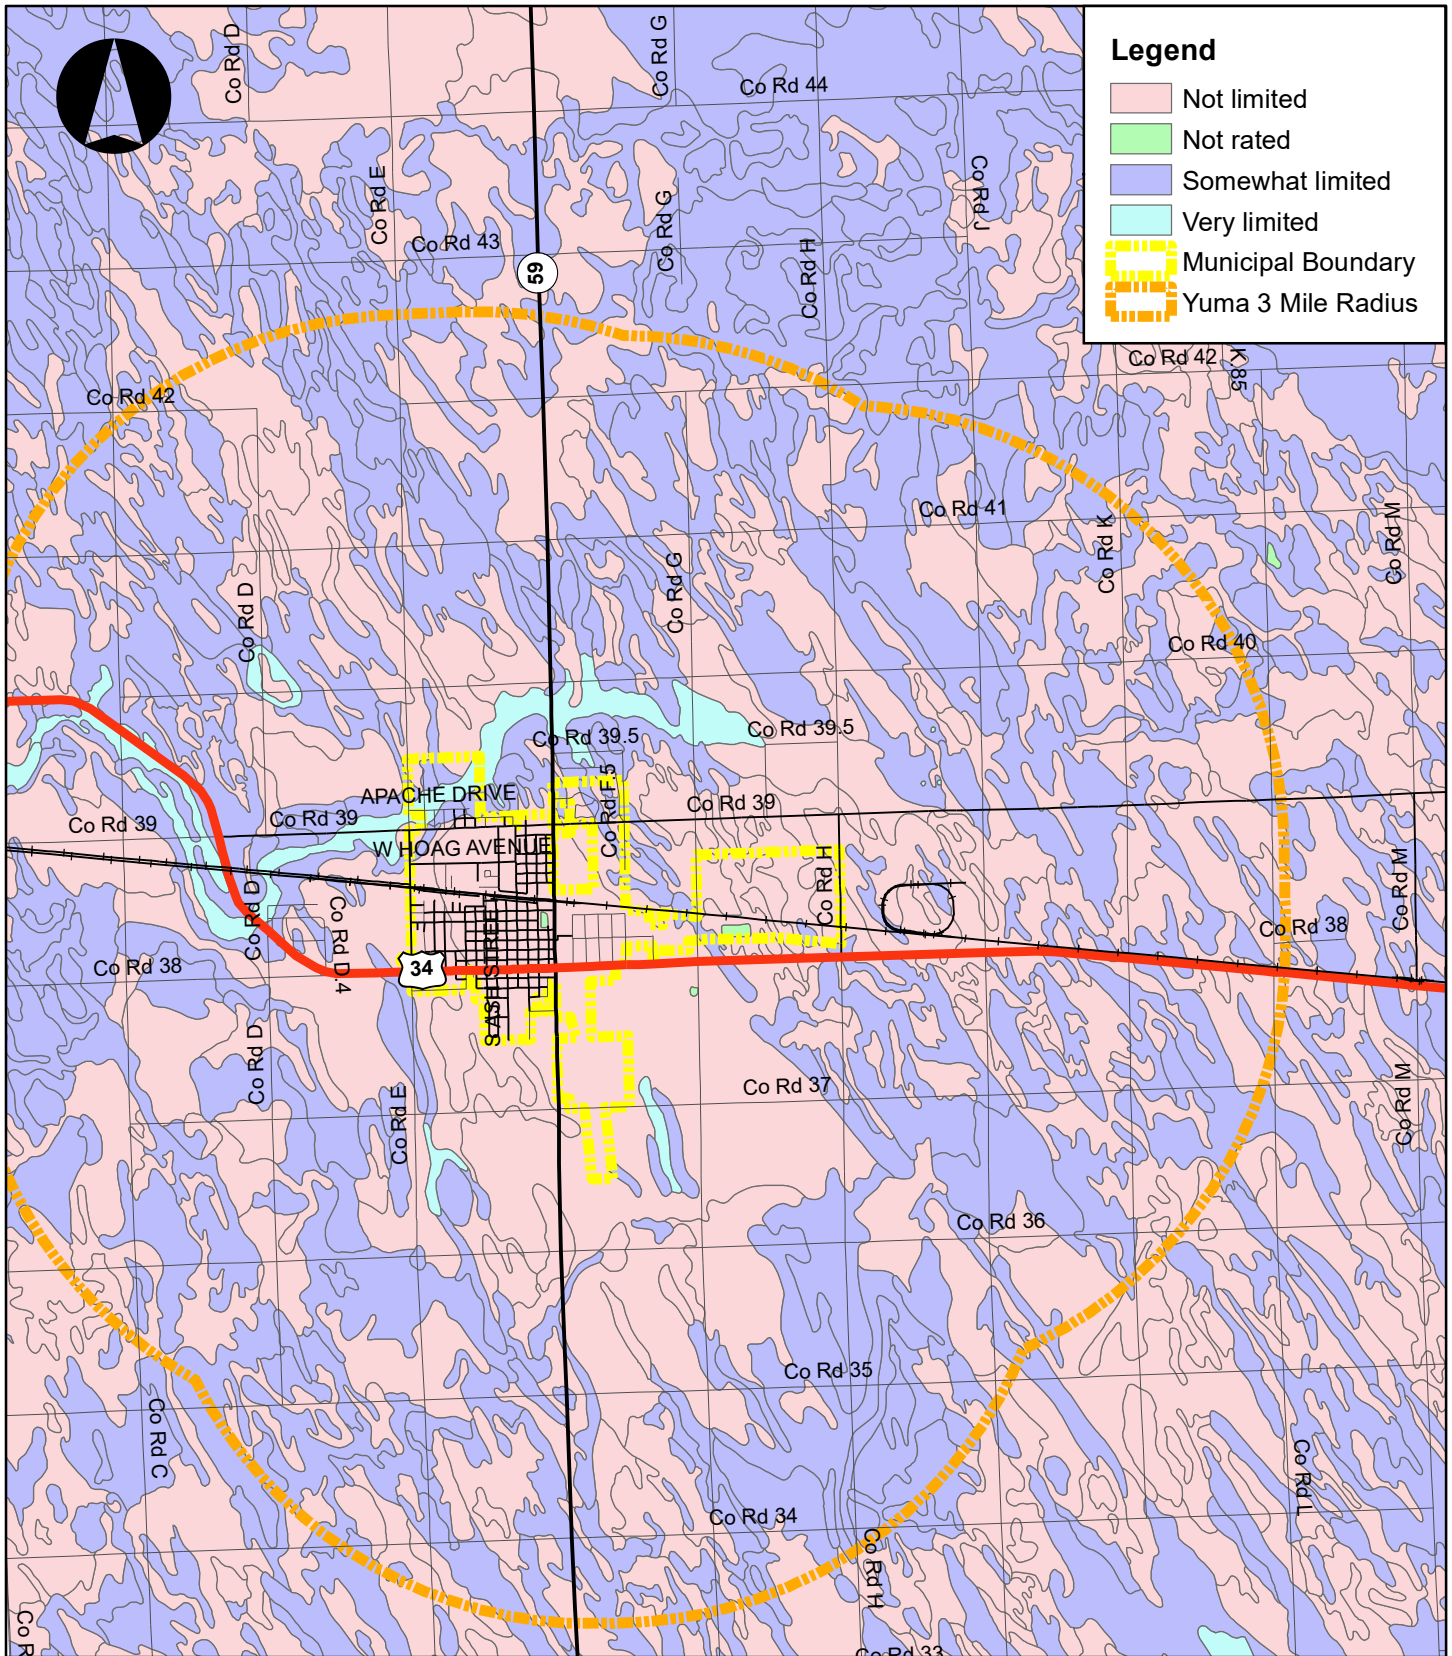 Legend
Not limited
Not rated
Somewhat limited
Very limited
Municipal Boundary
Yuma 3 Mile Radius
Co Rd D
Co Rd G
Co Rd 44
Co Rd E
Co Rd J
Co Rd G
Co Rd 43
Co Rd H
59
Co Rd 42
Co Rd 42
K.85
Co Rd 41
Co Rd K
Co Rd M
Co Rd G
Co Rd D
Co Rd 40
Co Rd 39.5
Co Rd 39.5
APACHE DRIVE
Co Rd F.5
Co Rd 39
Co Rd 39
Co Rd 39
W HOAG AVENUE
Co Rd H
Co Rd M
Co Rd D
Co Rd D.4
S ASH STREET
Co Rd 38
Co Rd 38
34
Co Rd D
Co Rd E
Co Rd 37
Co Rd M
Co Rd 36
Co Rd 35
Co Rd C
Co Rd L
Co Rd 34
Co Rd H
Co R
Co Rd 33